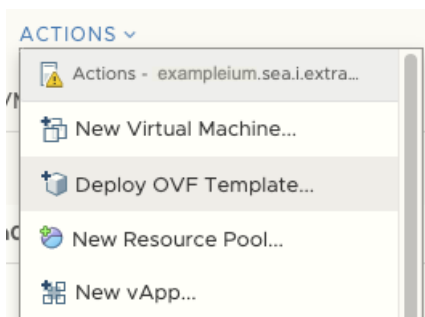 ACTIONS
Actions - exampleium.sea.i.extra...
New Virtual Machine...
Deploy OVF Template...
New Resource Pool...
New vApp...